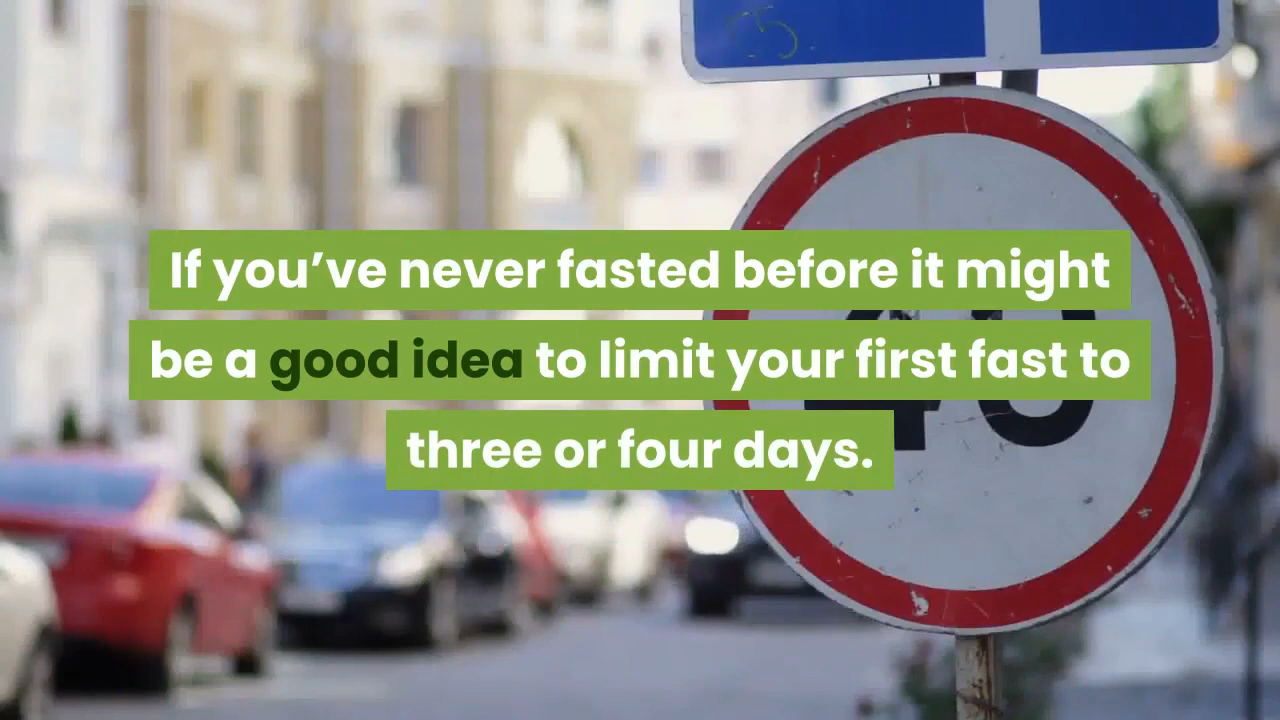 If you’ve never fasted before it might
be a good idea to limit your first fast to
three or four days.